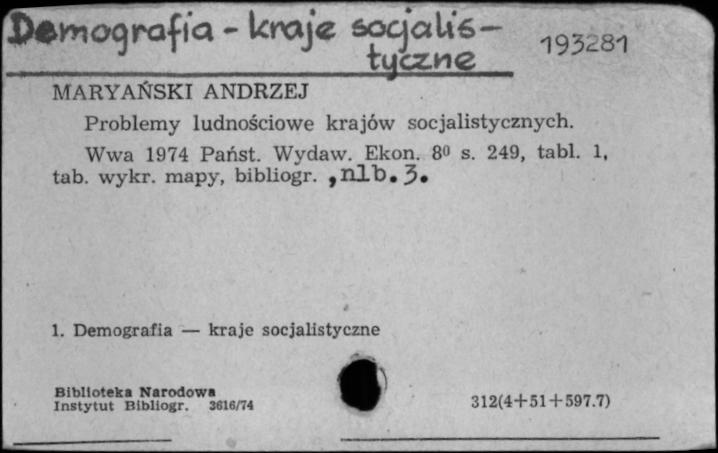 Demografia - kraje socjalis-
tyczne
193281
MARYAŃSKI ANDRZEJ
Problemy ludnościowe krajów socjalistycznych.
Wwa 1974 Państ. Wydaw. Ekon. 8⁰ s. 249, tabl. 1,
tab. wykr. mapy, bibliogr. ,nlb.3.
1. Demografia — kraje socjalistyczne
Biblioteka Narodowa
Instytut Bibliogr. 3616/74
312(4+51+597.7)